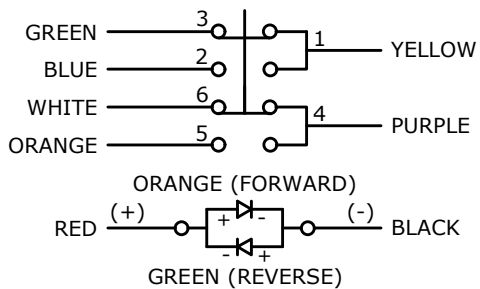 GREEN 3
1 YELLOW
BLUE 2
WHITE 6
4 PURPLE
ORANGE 5
ORANGE (FORWARD)
RED (+) + - (-) BLACK
- +
GREEN (REVERSE)